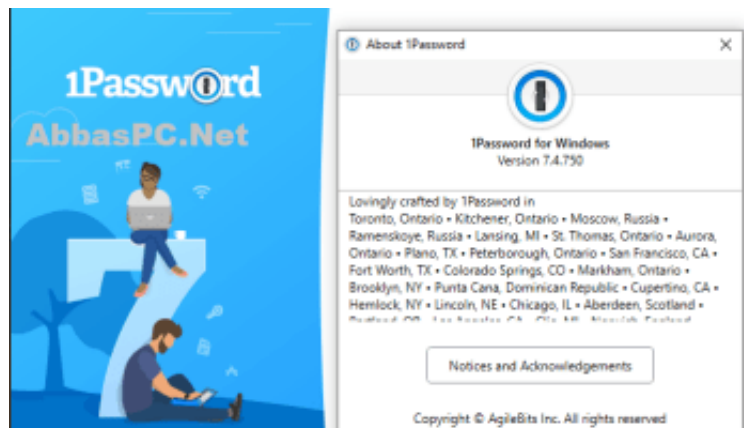 1Password
AbbasPC.Net
7
About 1Password
1Password for Windows
Version 7.4.750
Lovingly crafted by 1Password in
Toronto, Ontario • Kitchener, Ontario • Moscow, Russia •
Ramenskoye, Russia • Lansing, MI • St. Thomas, Ontario • Aurora,
Ontario • Plano, TX • Peterborough, Ontario • San Francisco, CA •
Fort Worth, TX • Colorado Springs, CO • Markham, Ontario •
Brooklyn, NY • Punta Cana, Dominican Republic • Cupertino, CA •
Hemlock, NY • Lincoln, NE • Chicago, IL • Aberdeen, Scotland •
Notices and Acknowledgements
Copyright © AgileBits Inc. All rights reserved